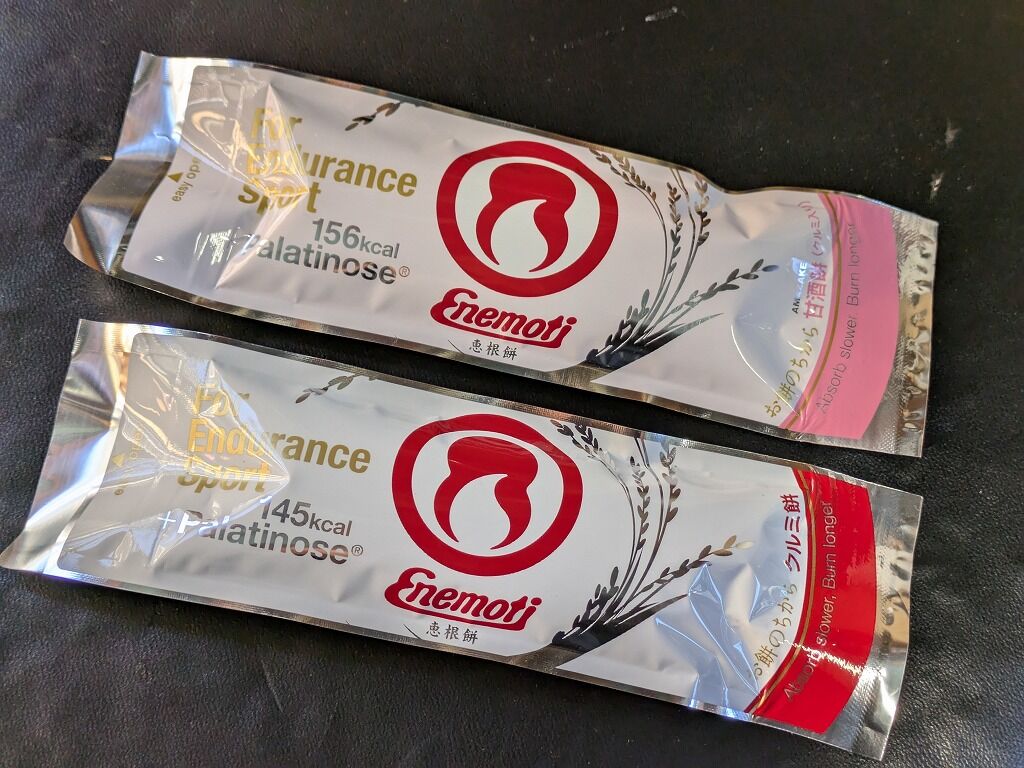 For
Endurance
Sport
easy open
156kcal
Palatinose®
Enemoti
恵根餅
AMAZAKE
お餅のちから 甘酒餅(クルミ入り)
Absorb slower, Burn longer
For
Endurance
Sport
145kcal
+Palatinose®
Enemoti
恵根餅
お餅のちから クルミ餅
Absorb slower, Burn longer